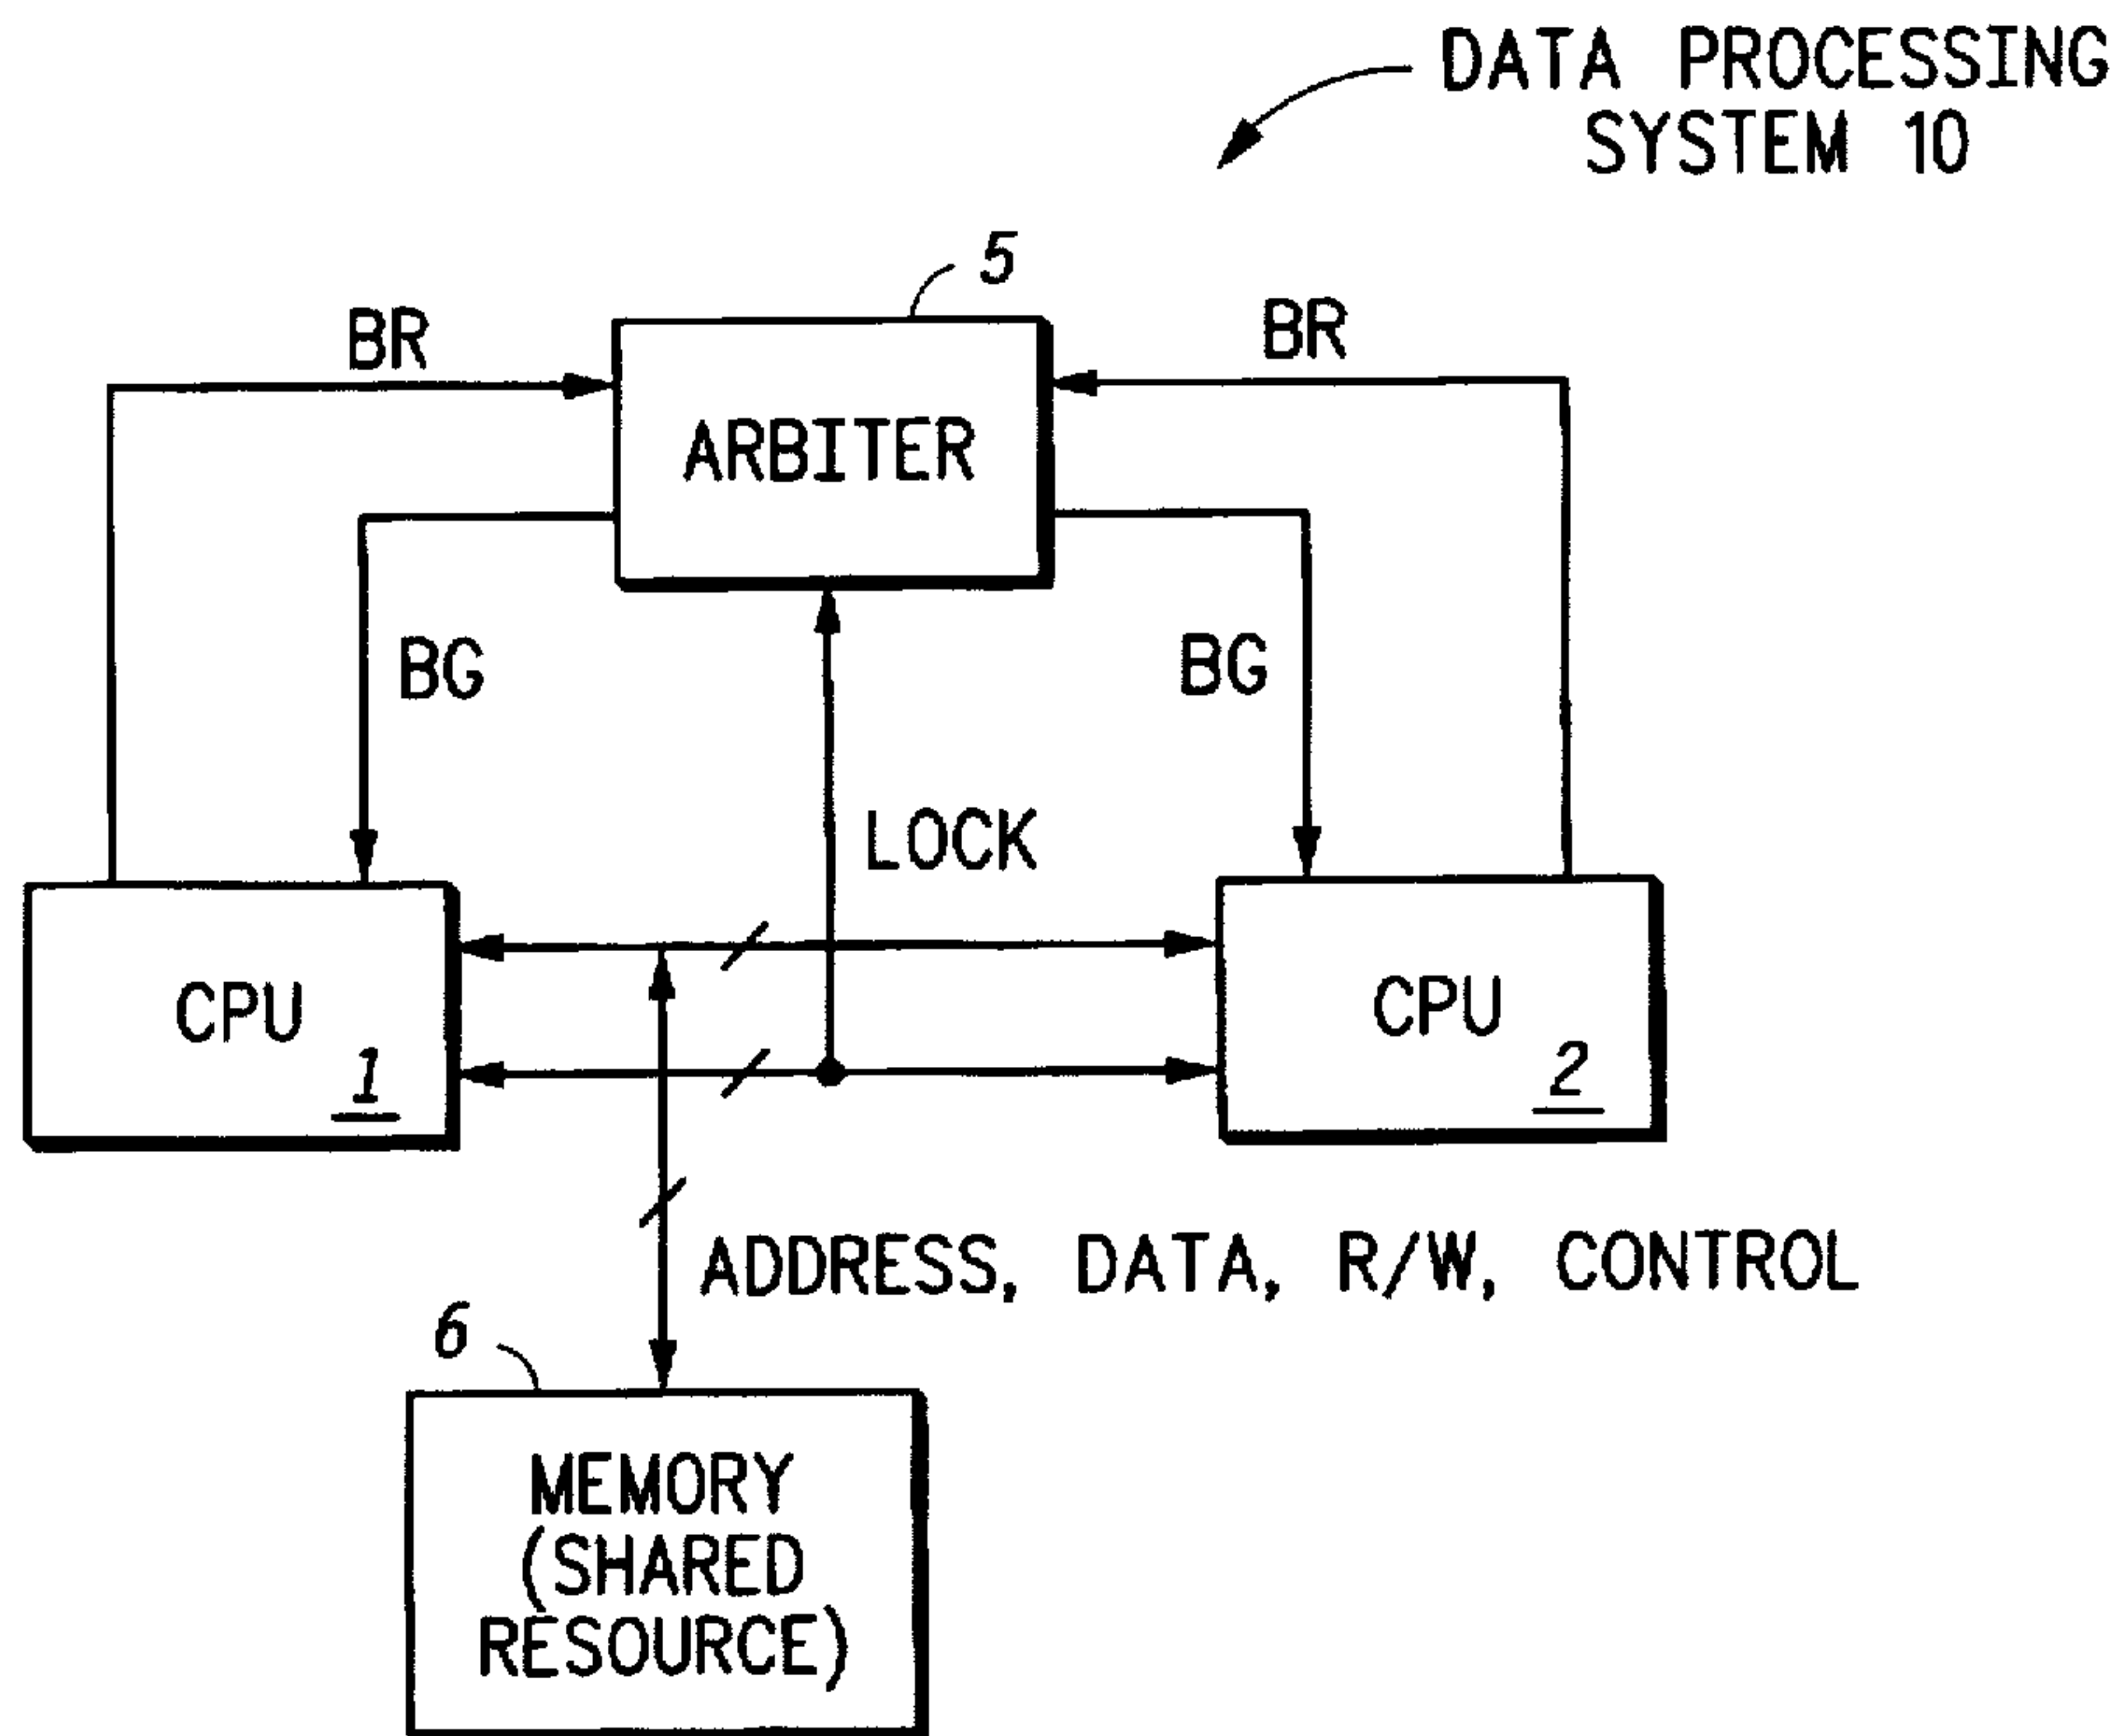 DATA PROCESSING
SYSTEM 10
5
BR
BR
ARBITER
BG
BG
LOCK
CPU
1
CPU
2
ADDRESS, DATA, R/W, CONTROL
6
MEMORY
(SHARED
RESOURCE)